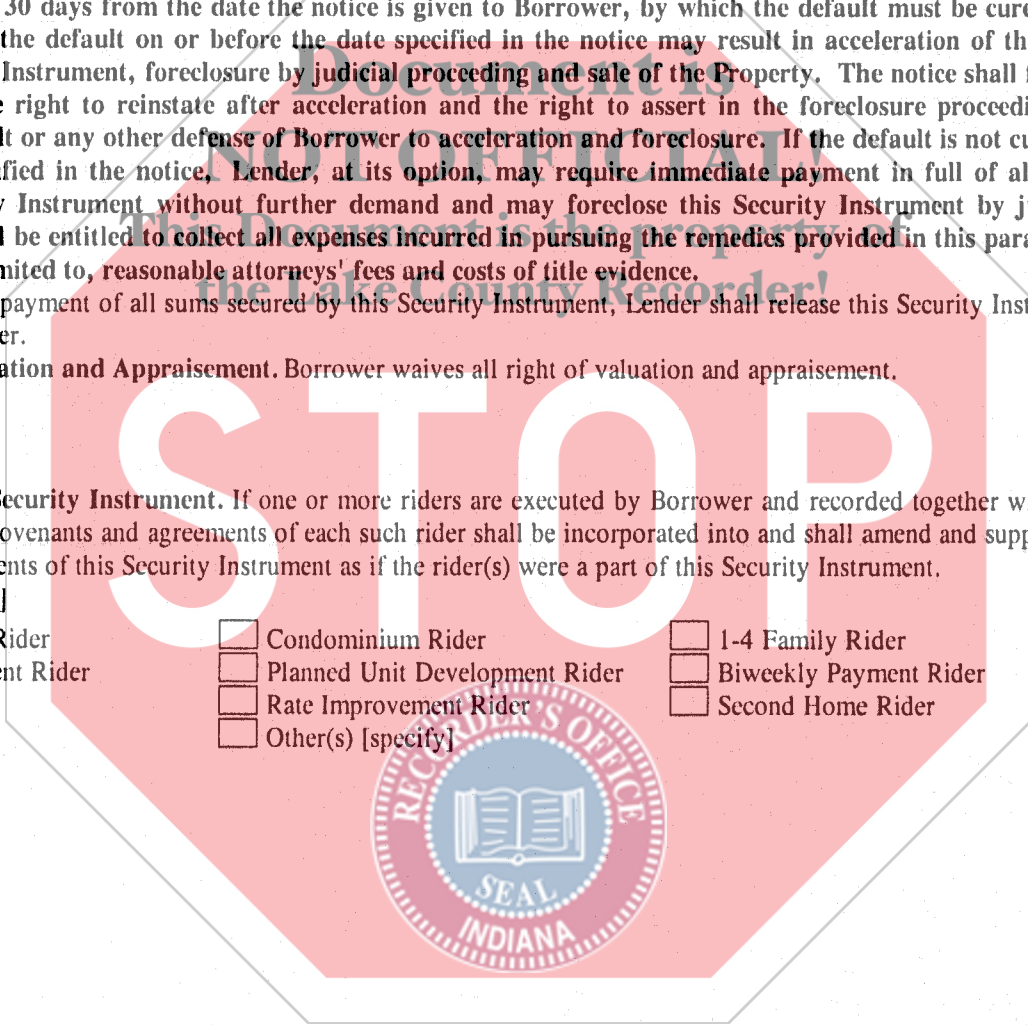 30 days from the date the notice is given to Borrower, by which the default must be cure
the default on or before the date specified in the notice may result in acceleration of th
Instrument, foreclosure by judicial proceeding and sale of the Property. The notice shall
right to reinstate after acceleration and the right to assert in the foreclosure proceedi
or any other defense of Borrower to acceleration and foreclosure. If the default is not cu
fied in the notice, Lender, at its option, may require immediate payment in full of al
Instrument without further demand and may foreclose this Security Instrument by j
be entitled to collect all expenses incurred in pursuing the remedies provided in this para
mited to, reasonable attorneys' fees and costs of title evidence.
payment of all sums secured by this Security Instrument, Lender shall release this Security Inst
er.
ation and Appraisement. Borrower waives all right of valuation and appraisement.
ecurity Instrument. If one or more riders are executed by Borrower and recorded together w
ovenants and agreements of each such rider shall be incorporated into and shall amend and supp
ents of this Security Instrument as if the rider(s) were a part of this Security Instrument.
]
Rider Condominium Rider 1-4 Family Rider
nt Rider Planned Unit Development Rider Biweekly Payment Rider
Rate Improvement Rider Second Home Rider
Other(s) [specify]
Document is
NOT OFFICIAL!
This Document is the property of
the Lake County Recorder!
STOP
RECORDER'S OFFICE
SEAL
INDIANA